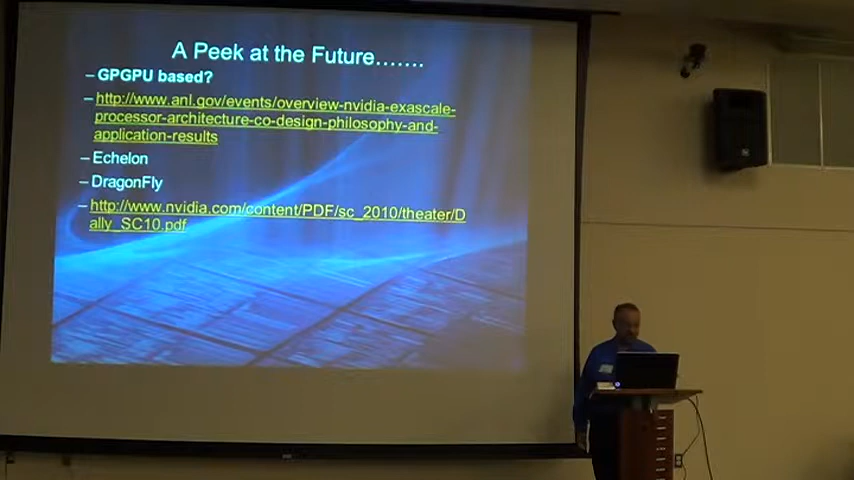 A Peek at the Future…….
–GPGPU based?
–http://www.anl.gov/events/overview-nvidia-exascale-
processor-architecture-co-design-philosophy-and-
application-results
–Echelon
–DragonFly
–http://www.nvidia.com/content/PDF/sc_2010/theater/D
ally_SC10.pdf